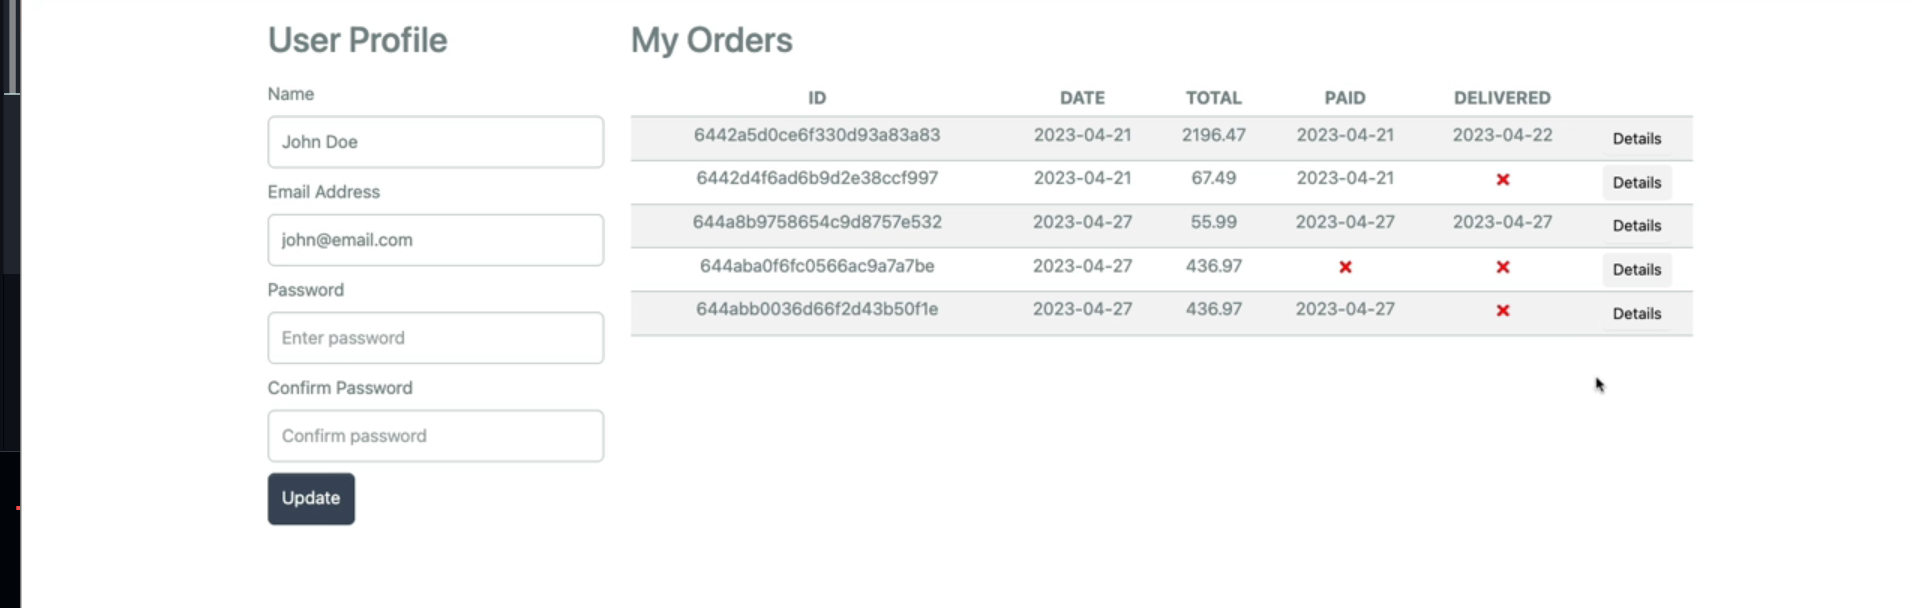 User Profile
Name
John Doe
Email Address
john@email.com
Password
Enter password
Confirm Password
Confirm password
Update
My Orders
ID DATE TOTAL PAID DELIVERED
6442a5d0ce6f330d93a83a83 2023-04-21 2196.47 2023-04-21 2023-04-22 Details
6442d4f6ad6b9d2e38ccf997 2023-04-21 67.49 2023-04-21 Details
644a8b9758654c9d8757e532 2023-04-27 55.99 2023-04-27 2023-04-27 Details
644aba0f6fc0566ac9a7a7be 2023-04-27 436.97 Details
644abb0036d66f2d43b50f1e 2023-04-27 436.97 2023-04-27 Details